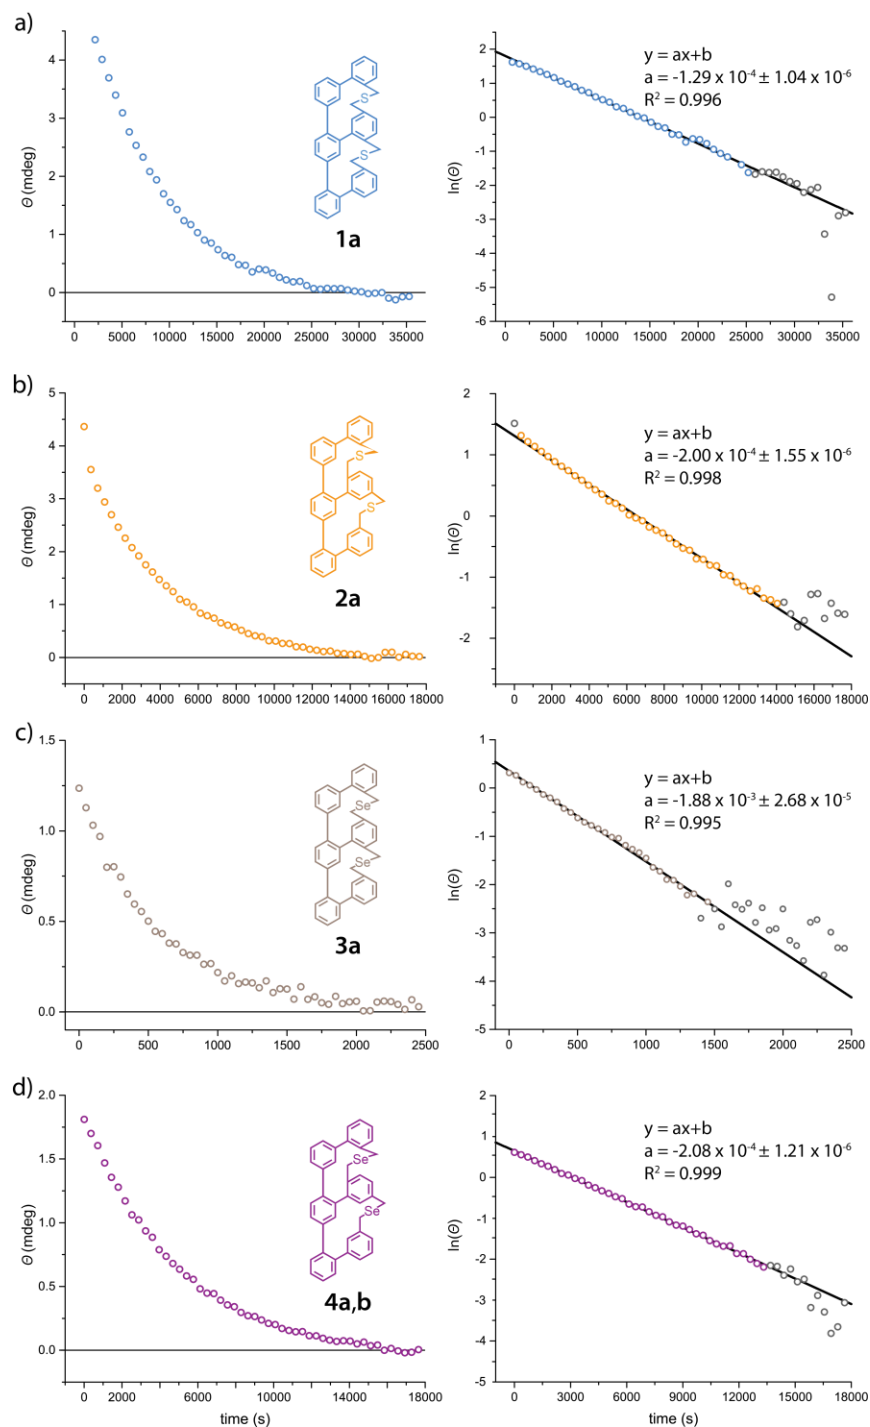 a)
4
3
2
1
0
Θ (mdeg)
5000 10000 15000 20000 25000 30000 35000
S
S
1a
2
1
0
-1
-2
-3
-4
-5
-6
ln(Θ)
0 5000 10000 15000 20000 25000 30000 35000
y = ax+b
a = -1.29 x 10⁻⁴ ± 1.04 x 10⁻⁶
R² = 0.996
b)
5
4
3
2
1
0
Θ (mdeg)
0 2000 4000 6000 8000 10000 12000 14000 16000 18000
S
S
2a
2
1
0
-1
-2
ln(Θ)
0 2000 4000 6000 8000 10000 12000 14000 16000 18000
y = ax+b
a = -2.00 x 10⁻⁴ ± 1.55 x 10⁻⁶
R² = 0.998
c)
1.5
1.0
0.5
0.0
Θ (mdeg)
0 500 1000 1500 2000 2500
Se
Se
3a
1
0
-1
-2
-3
-4
-5
ln(Θ)
0 500 1000 1500 2000 2500
y = ax+b
a = -1.88 x 10⁻³ ± 2.68 x 10⁻⁵
R² = 0.995
d)
2.0
1.5
1.0
0.5
0.0
Θ (mdeg)
0 2000 4000 6000 8000 10000 12000 14000 16000 18000
time (s)
Se
Se
4a,b
1
0
-1
-2
-3
-4
-5
ln(Θ)
0 3000 6000 9000 12000 15000 18000
time (s)
y = ax+b
a = -2.08 x 10⁻⁴ ± 1.21 x 10⁻⁶
R² = 0.999